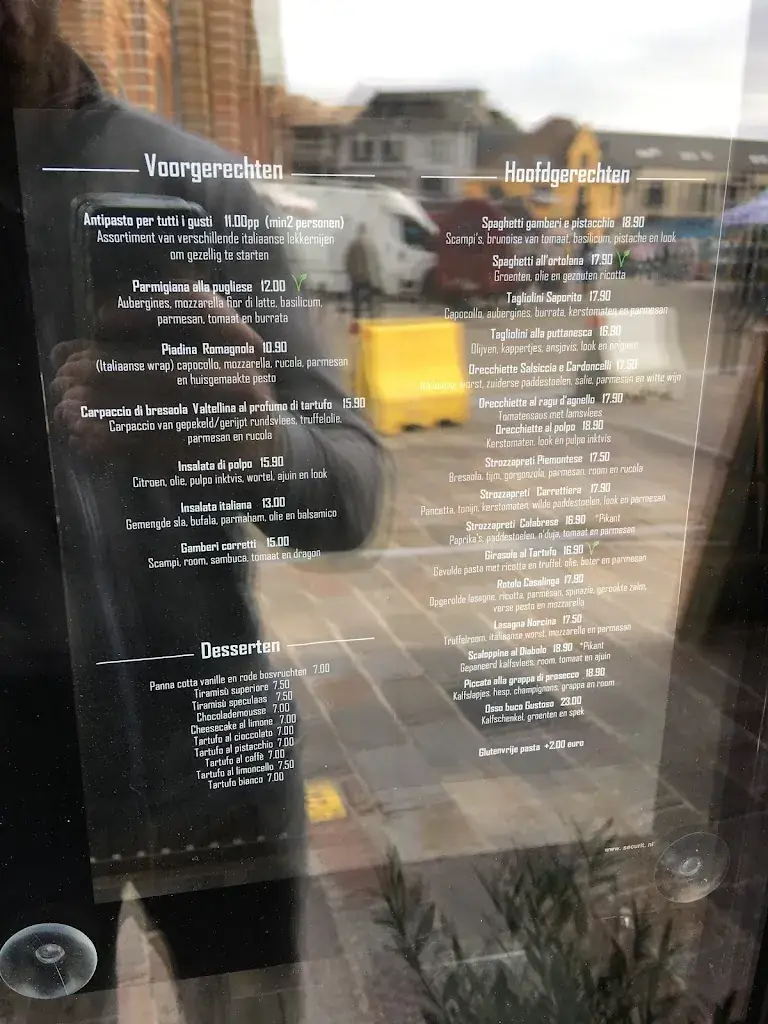 Voorgerechten
Antipasto per tutti i gusti 11.00pp (min2 personen)
Assortiment van verschillende italiaanse lekkernijen
om gezellig te starten
Parmigiana alla pugliese 12.00
Aubergines, mozzarella fior di latte, basilicum,
parmesan, tomaat en burrata
Piadina Romagnola 10.90
(Italiaanse wrap) capocollo, mozzarella, rucola, parmesan
en huisgemaakte pesto
Carpaccio di bresaola Valtellina al profumo di tartufo 15.90
Carpaccio van gepekeld/gerijpt rundsvlees, truffelolie,
parmesan en rucola
Insalata di polpo 15.90
Citroen, olie, pulpo inktvis, wortel, ajuin en look
Insalata italiana 13.00
Gemengde sla, bufala, parmaham, olie en balsamico
Gamberi corretti 15.00
Scampi, room, sambuca, tomaat en dragon
Desserten
Panna cotta vanille en rode bosvruchten 7.00
Tiramisù superiore 7.50
Tiramisu speculaas 7.50
Chocolademousse 7.00
Cheesecake al limone 7.00
Tartufo al cioccolato 7.00
Tartufo al pistacchio 7.00
Tartufo al caffè 7.00
Tartufo al limoncello 7.50
Tartufo bianco 7.00
Hoofdgerechten
Spaghetti gamberi e pistacchio 18.90
Scampi's, brunoise van tomaat, basilicum, pistache en look
Spaghetti all'ortolana 17.90
Groenten, olie en gezouten ricotta
Tagliolini Saporito 17.90
Capocollo, aubergines, burrata, kerstomaten en parmesan
Tagliolini alla puttanesca 16.90
Olijven, kappertjes, ansjovis, look en origan
Orecchiette Salsiccia e Cardoncelli 17.50
Italiaanse worst, zuiderse paddestoelen, salie, parmesan en witte wijn
Orecchiette al ragu d'agnello 17.90
Tomatensaus met lamsvlees
Orecchiette al polpo 18.90
Kerstomaten, look en pulpo inktvis
Strozzapreti Piemontese 17.50
Bresaola, tijm, gorgonzola, parmesan, room en rucola
Strozzapreti Carrettiera 17.90
Pancetta, tonijn, kerstomaten, wilde paddestoelen, look en parmesan
Strozzapreti Calabrese 16.90 *Pikant
Paprika's, paddestoelen, n'duja, tomaat en parmesan
Girasole al Tartufo 16.90
Gevulde pasta met ricotta en truffel, olie, boter en parmesan
Rotolo Casalinga 17.90
Opgerolde lasagne, ricotta, parmesan, spinazie, gerookte zalm,
verse pesto en mozzarella
Lasagna Norcina 17.50
Truffelroom, italiaanse worst, mozzarella en parmesan
Scaloppine al Diabolo 18.90 *Pikant
Gepaneerd kalfsvlees, room, tomaat en ajuin
Piccata alla grappa di prosecco 18.90
Kalfslapjes, hesp, champignons, grappa en room
Osso buco Gustoso 23.00
Kalfschenkel, groenten en spek
Glutenvrije pasta +2.00 euro
www.securit.nl